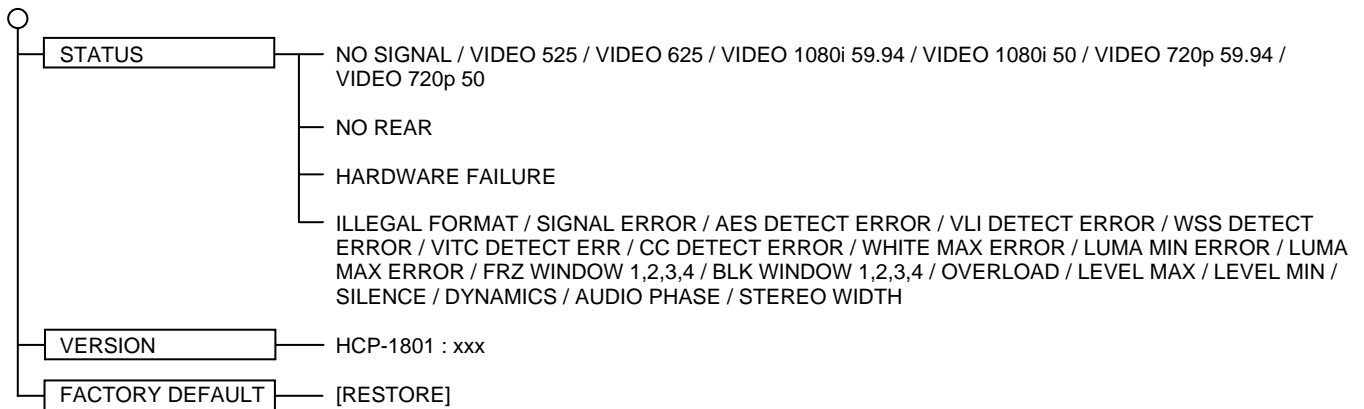 STATUS
NO SIGNAL / VIDEO 525 / VIDEO 625 / VIDEO 1080i 59.94 / VIDEO 1080i 50 / VIDEO 720p 59.94 /
VIDEO 720p 50
NO REAR
HARDWARE FAILURE
ILLEGAL FORMAT / SIGNAL ERROR / AES DETECT ERROR / VLI DETECT ERROR / WSS DETECT
ERROR / VITC DETECT ERR / CC DETECT ERROR / WHITE MAX ERROR / LUMA MIN ERROR / LUMA
MAX ERROR / FRZ WINDOW 1,2,3,4 / BLK WINDOW 1,2,3,4 / OVERLOAD / LEVEL MAX / LEVEL MIN /
SILENCE / DYNAMICS / AUDIO PHASE / STEREO WIDTH
VERSION
HCP-1801 : xxx
FACTORY DEFAULT
[RESTORE]